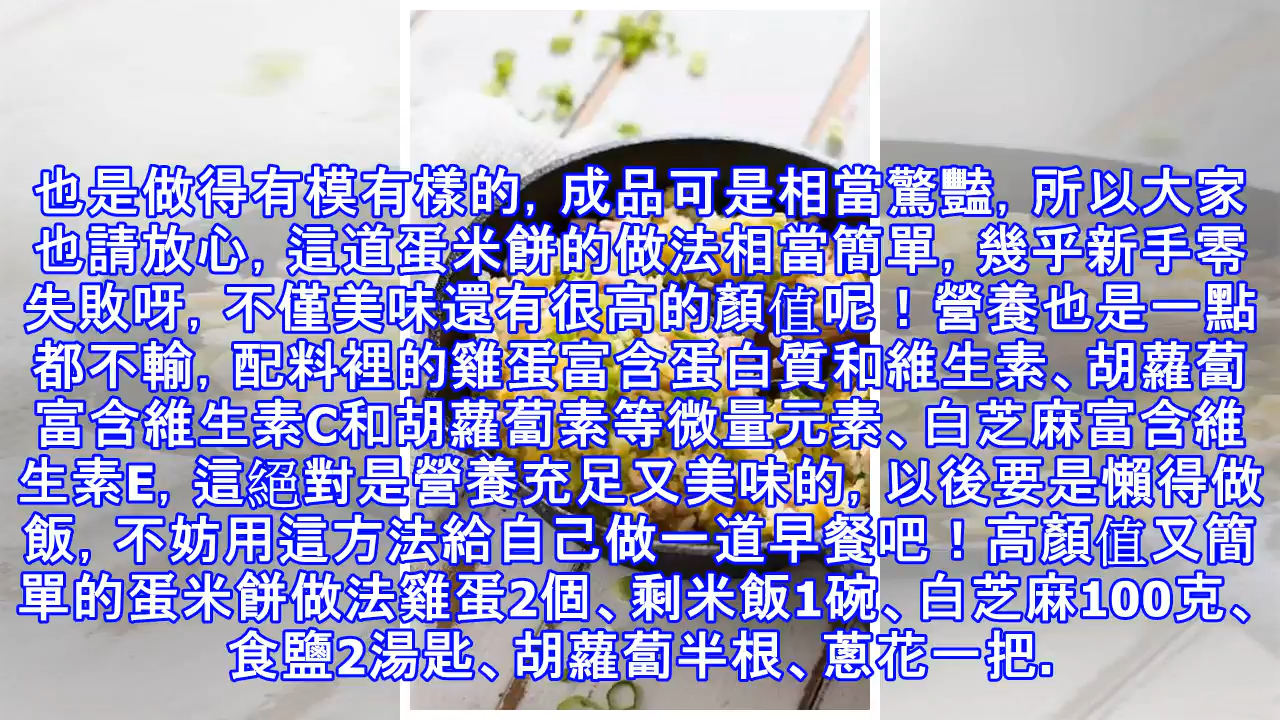 也是做得有模有樣的, 成品可是相當驚豔, 所以大家
也請放心, 這道蛋米餅的做法相當簡單, 幾乎新手零
失敗呀, 不僅美味還有很高的顏值呢！營養也是一點
都不輸, 配料裡的雞蛋富含蛋白質和維生素、胡蘿蔔
富含維生素C和胡蘿蔔素等微量元素、白芝麻富含維
生素E, 這絕對是營養充足又美味的, 以後要是懶得做
飯, 不妨用這方法給自己做一道早餐吧！高顏值又簡
單的蛋米餅做法雞蛋2個、剩米飯1碗、白芝麻100克、
食鹽2湯匙、胡蘿蔔半根、蔥花一把.